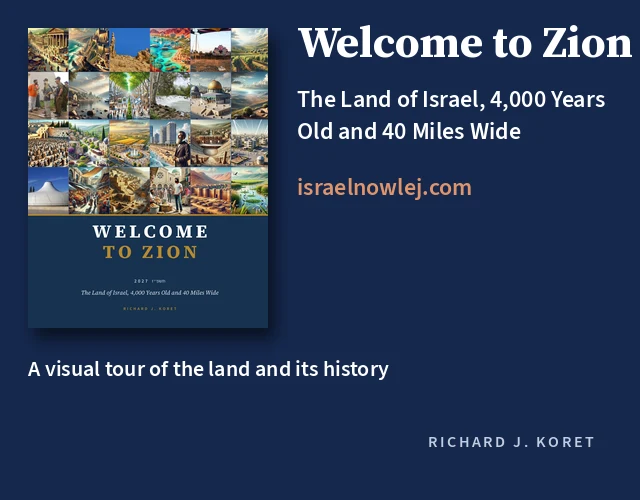 Welcome to Zion
The Land of Israel, 4,000 Years
Old and 40 Miles Wide
israelnowlej.com
WELCOME
TO ZION
2027
The Land of Israel, 4,000 Years Old and 40 Miles Wide
RICHARD J. KORET
A visual tour of the land and its history
RICHARD J. KORET